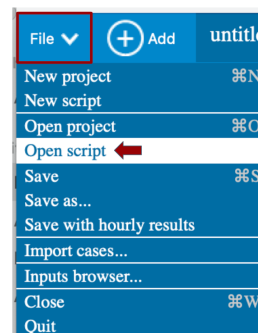 File Add untitle
New project ⌘N
New script
Open project ⌘O
Open script
Save ⌘S
Save as...
Save with hourly results
Import cases...
Inputs browser...
Close ⌘W
Quit